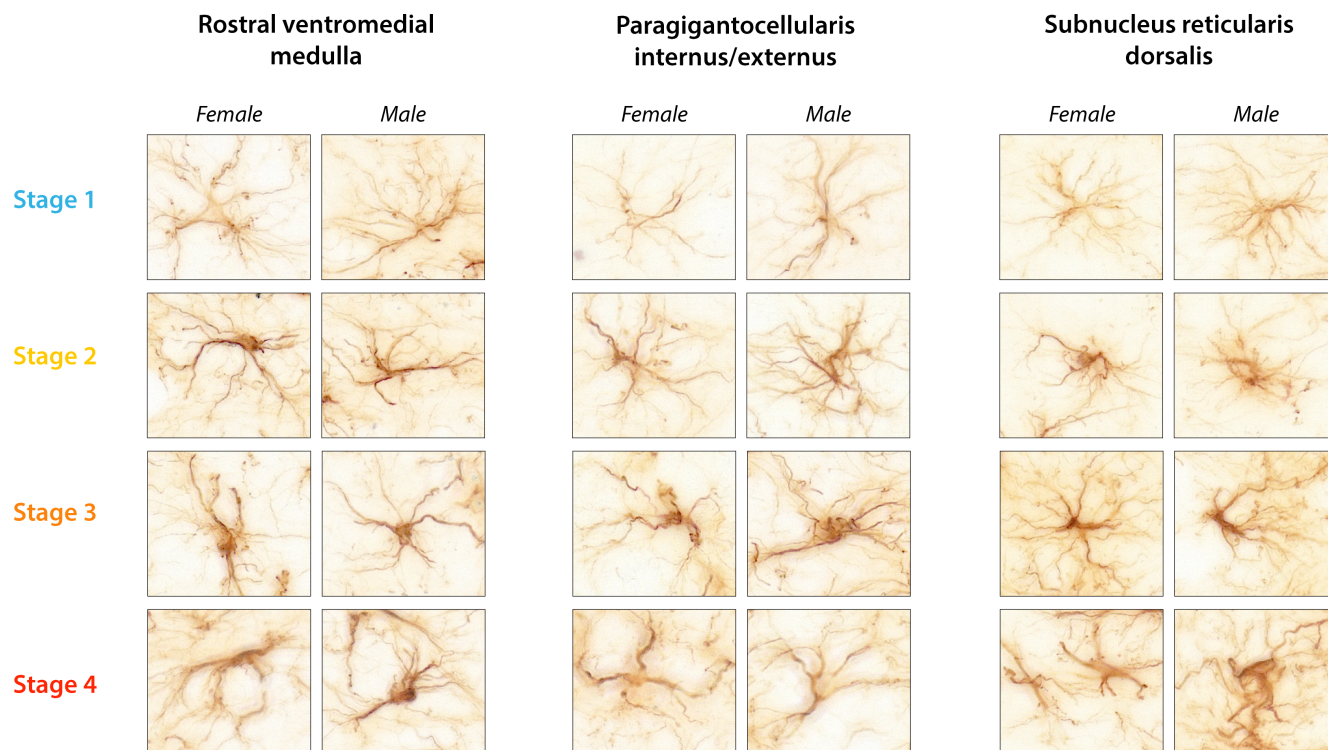 Rostral ventromedial
medulla
Paragigantocellularis
internus/externus
Subnucleus reticularis
dorsalis
Female
Male
Female
Male
Female
Male
Stage 1
Stage 2
Stage 3
Stage 4